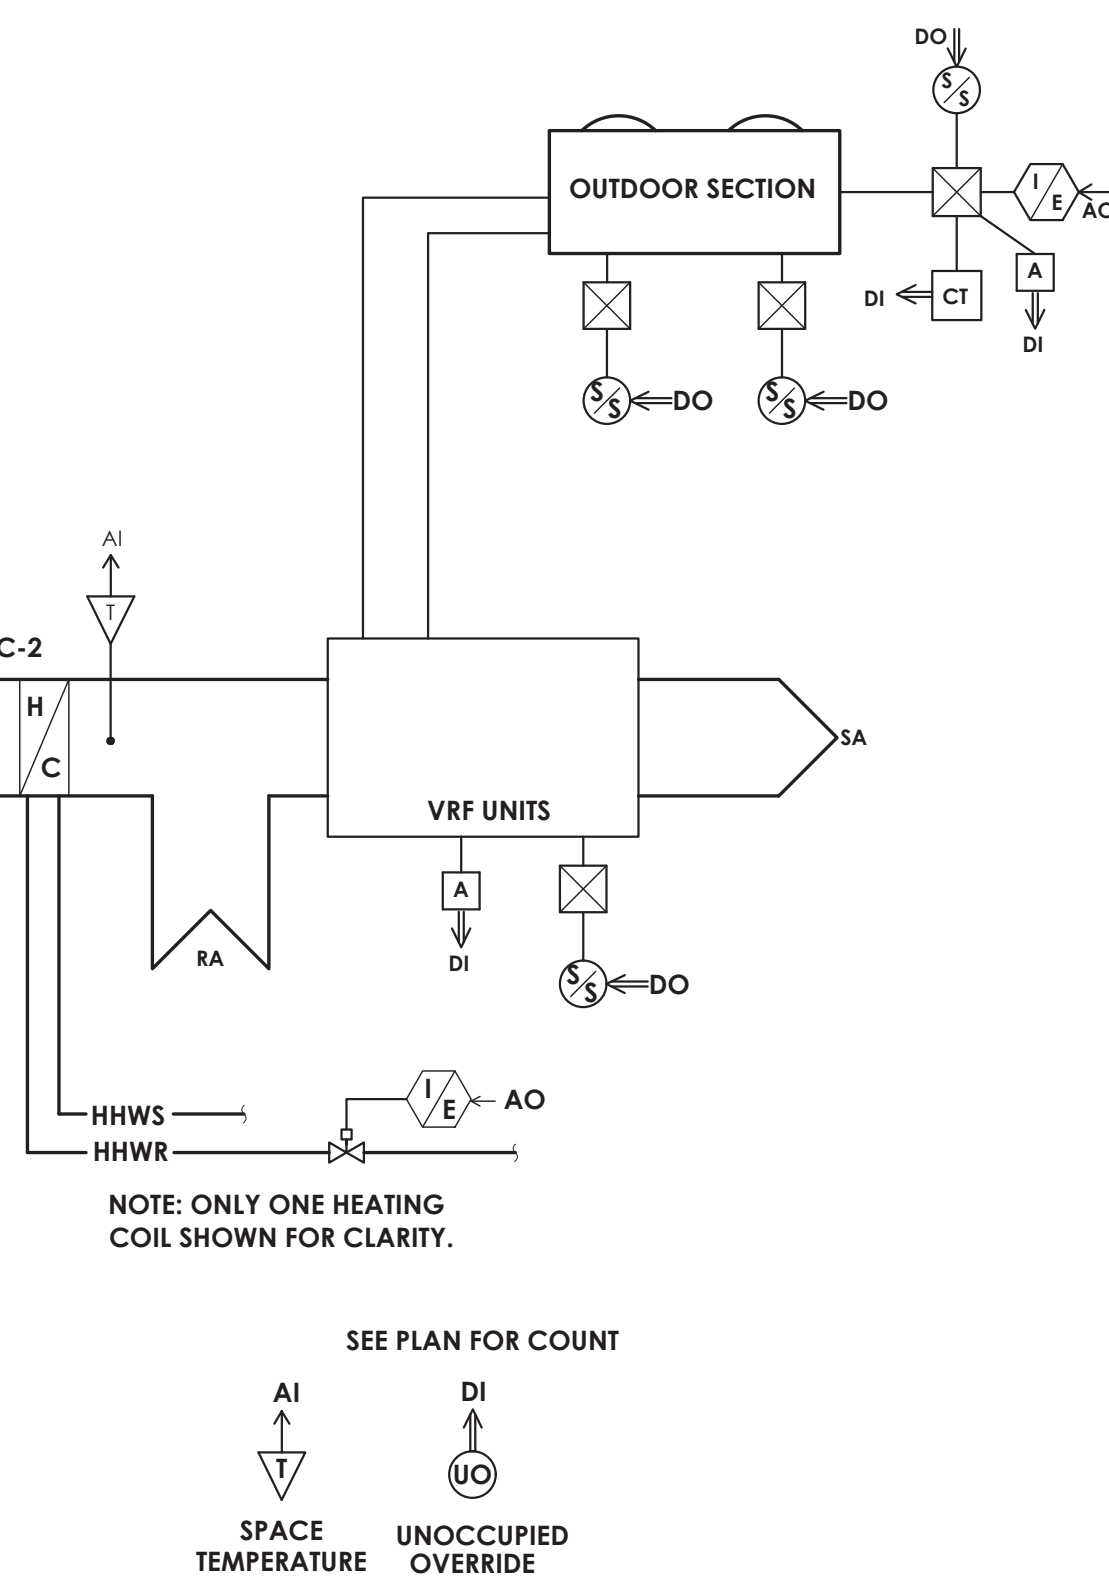 DO
S/S
OUTDOOR SECTION
I/E
AO
A
DI
CT
DI
S/S
DO
S/S
DO
AI
T
C-2
H
C
SA
VRF UNITS
A
RA
DI
S/S
DO
I/E
AO
HHWS
HHWR
NOTE: ONLY ONE HEATING
COIL SHOWN FOR CLARITY.
SEE PLAN FOR COUNT
AI
DI
T
UO
SPACE
TEMPERATURE
UNOCCUPIED
OVERRIDE